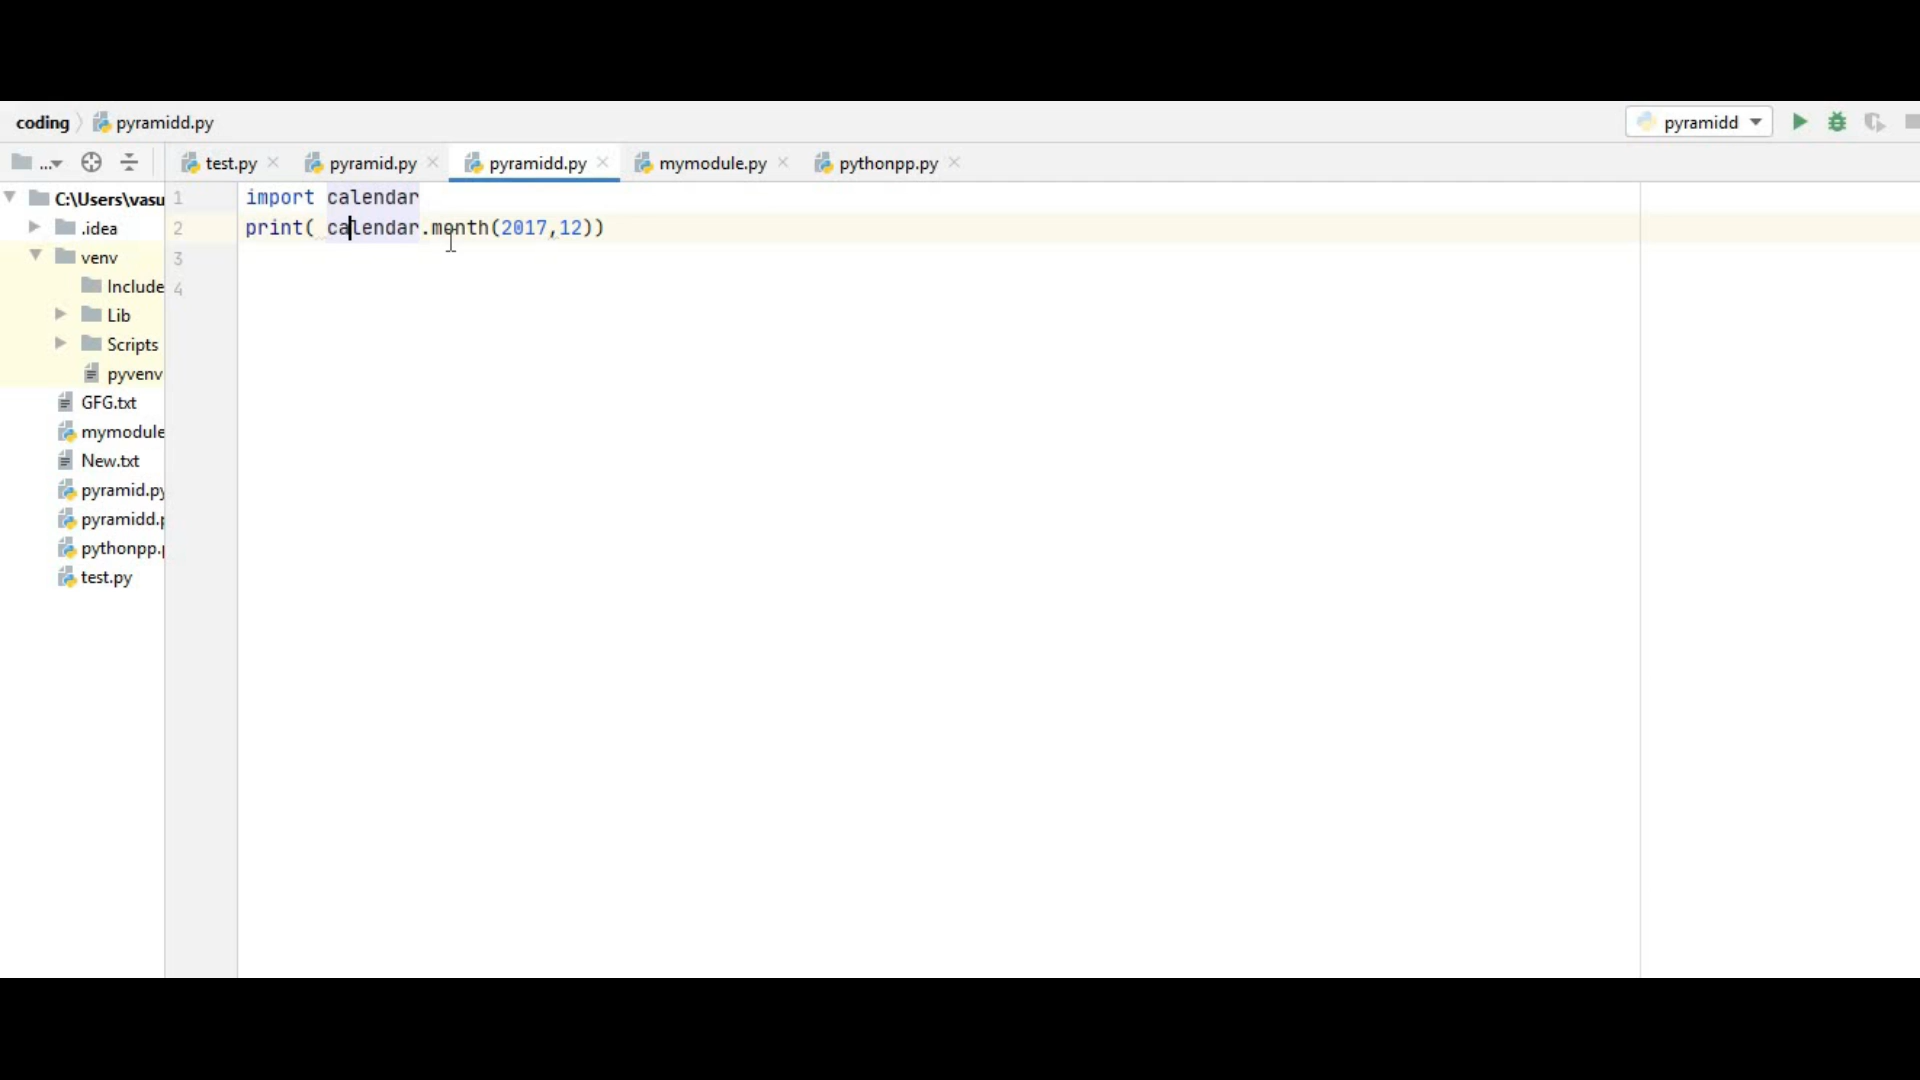 coding pyramidd.py pyramidd
... test.py pyramid.py pyramidd.py mymodule.py pythonpp.py
C:\Users\vasu
.idea
venv
Include
Lib
Scripts
pyvenv
GFG.txt
mymodule
New.txt
pyramid.py
pyramidd.p
pythonpp.p
test.py
1 import calendar
2 print( calendar.month(2017,12))
3
4